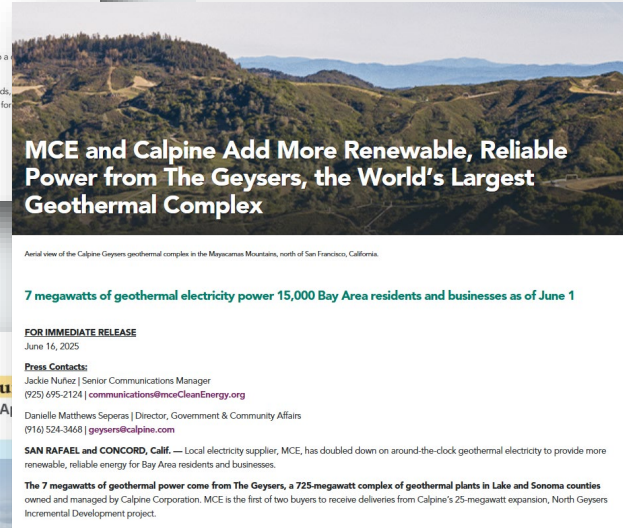 MCE and Calpine Add More Renewable, Reliable
Power from The Geysers, the World's Largest
Geothermal Complex
Aerial view of the Calpine Geysers geothermal complex in the Mayacamas Mountains, north of San Francisco, California.
7 megawatts of geothermal electricity power 15,000 Bay Area residents and businesses as of June 1
FOR IMMEDIATE RELEASE
June 16, 2025
Press Contacts:
Jackie Nuñez | Senior Communications Manager
(925) 695-2124 | communications@mceCleanEnergy.org
Danielle Matthews Seperas | Director, Government & Community Affairs
(916) 524-3468 | geysers@calpine.com
SAN RAFAEL and CONCORD, Calif. — Local electricity supplier, MCE, has doubled down on around-the-clock geothermal electricity to provide more
renewable, reliable energy for Bay Area residents and businesses.
The 7 megawatts of geothermal power come from The Geysers, a 725-megawatt complex of geothermal plants in Lake and Sonoma counties
owned and managed by Calpine Corporation. MCE is the first of two buyers to receive deliveries from Calpine's 25-megawatt expansion, North Geysers
Incremental Development project.